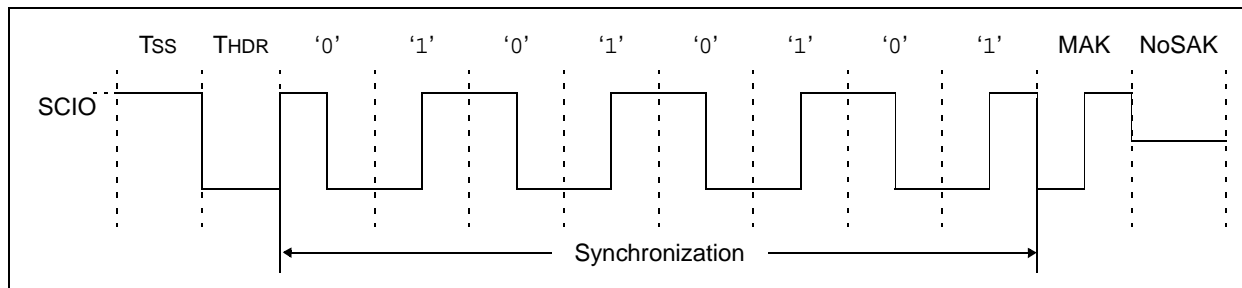 TSS THDR ‘0’ ‘1’ ‘0’ ‘1’ ‘0’ ‘1’ ‘0’ ‘1’ MAK NoSAK
SCIO
Synchronization